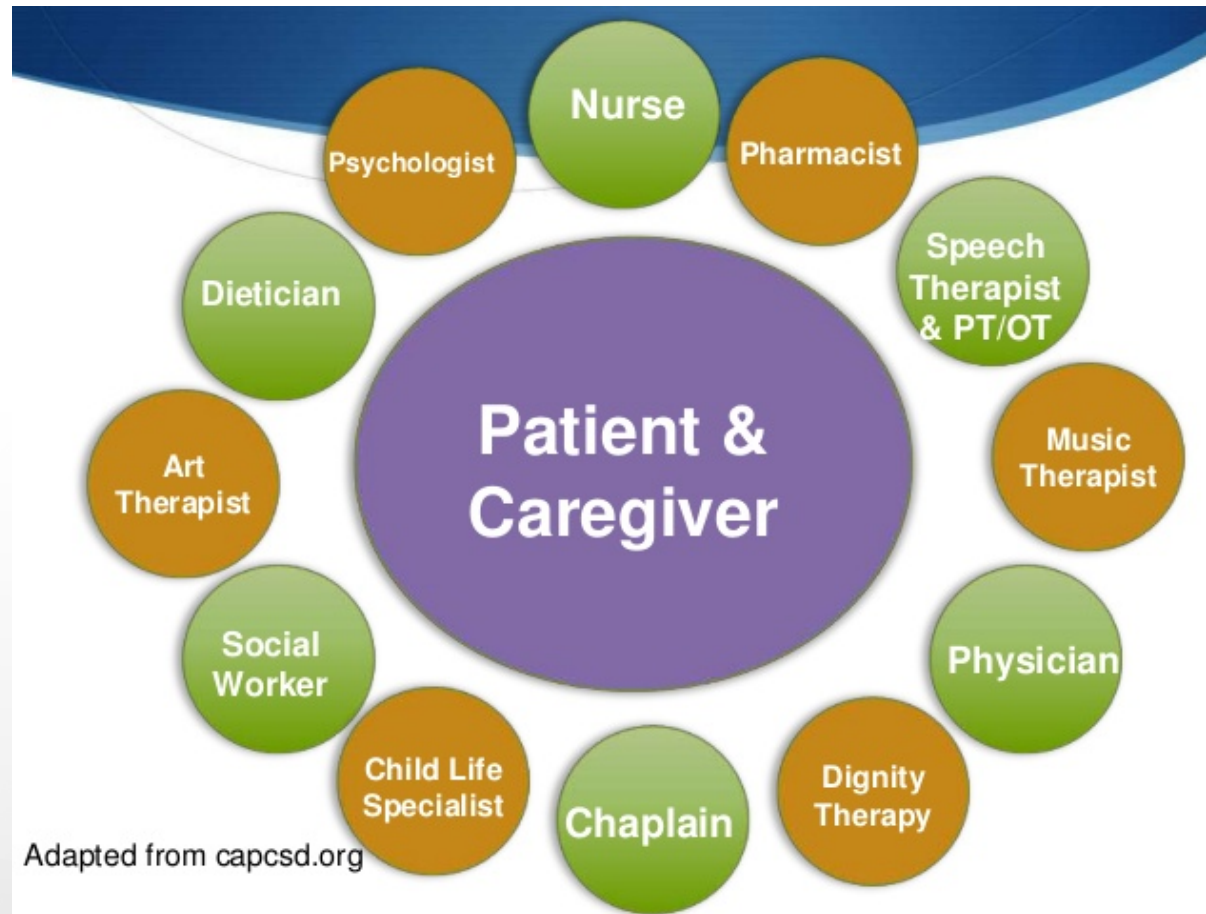 Nurse
Psychologist
Pharmacist
Speech
Therapist
& PT/OT
Dietician
Patient &
Caregiver
Art
Therapist
Music
Therapist
Social
Worker
Physician
Child Life
Specialist
Chaplain
Dignity
Therapy
Adapted from capcsd.org